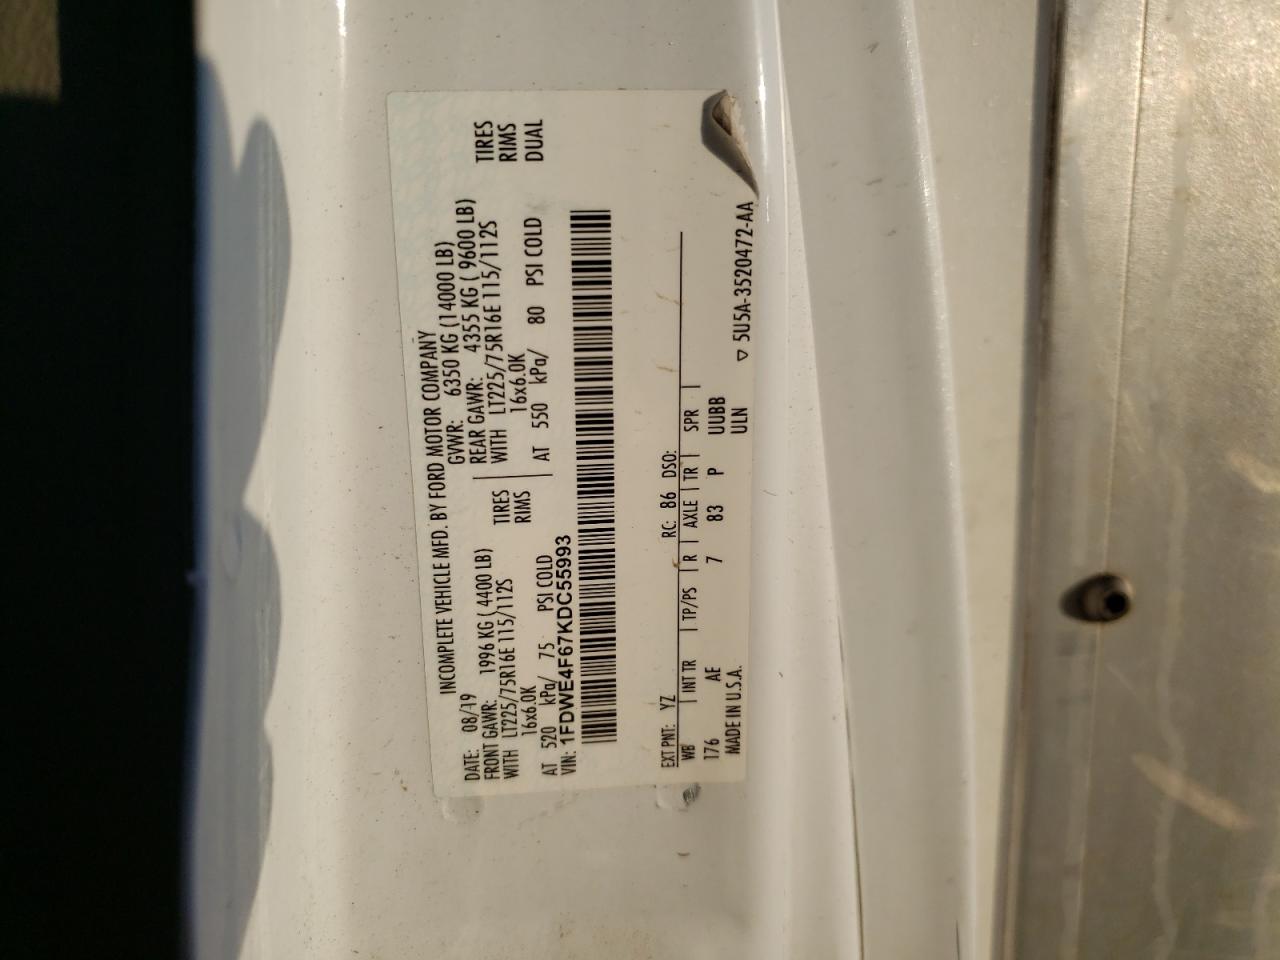 INCOMPLETE VEHICLE MFD. BY FORD MOTOR COMPANY
DATE: 08/19 GVWR: 6350 KG (14000 LB)
FRONT GAWR: 1996 KG ( 4400 LB) REAR GAWR: 4355 KG ( 9600 LB)
WITH LT225/75R16E 115/112S TIRES WITH LT225/75R16E 115/112S TIRES
16x6.0K RIMS 16x6.0K RIMS
AT 520 kPa/ 75 PSI COLD AT 550 kPa/ 80 PSI COLD DUAL
VIN: 1FDWE4F67KDC55993
EXT PNT: YZ RC: 86 DSO:
WB INT TR TP/PS R AXLE TR SPR
176 AE 7 83 P UUBB
MADE IN U.S.A. ULN
▽ 5U5A-3520472-AA